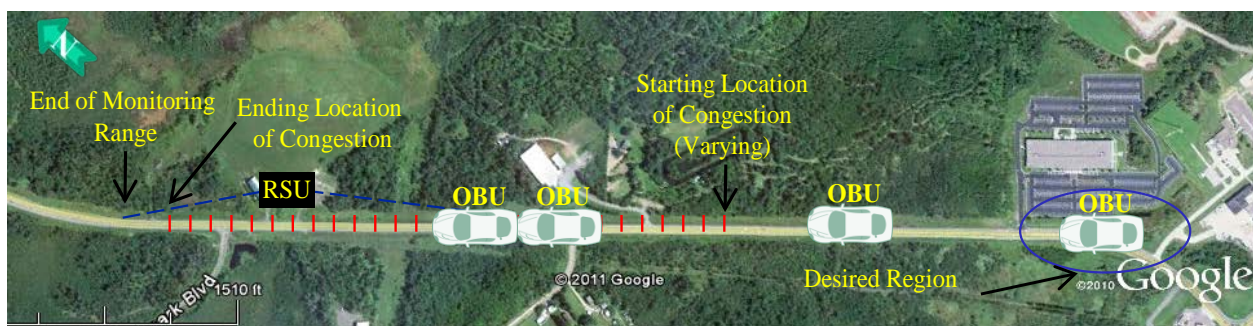 N
End of Monitoring
Range
Ending Location
of Congestion
Starting Location
of Congestion
(Varying)
RSU
OBU
OBU
OBU
OBU
Desired Region
© 2011 Google
©2010 Google
1510 ft
ark Blvd